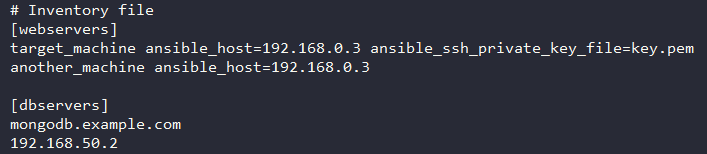 # Inventory file
[webservers]
target_machine ansible_host=192.168.0.3 ansible_ssh_private_key_file=key.pem
another_machine ansible_host=192.168.0.3
[dbservers]
mongodb.example.com
192.168.50.2